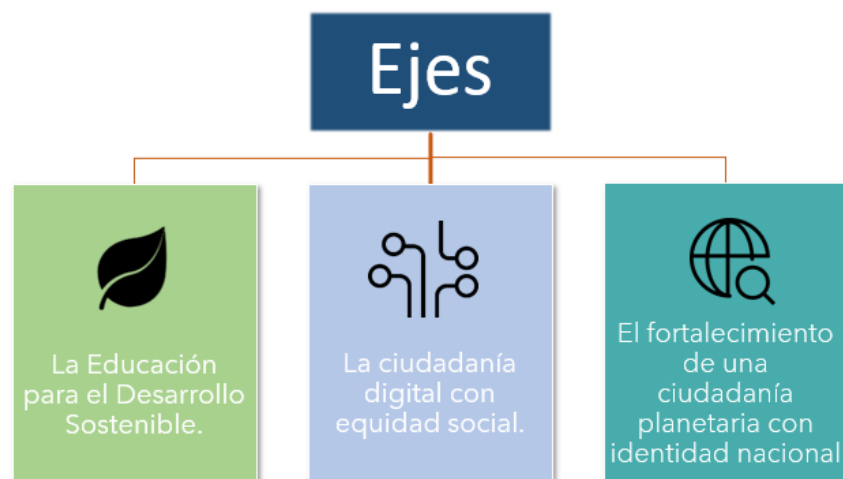 Ejes
La Educación
para el Desarrollo
Sostenible.
La ciudadanía
digital con
equidad social.
El fortalecimiento
de una
ciudadanía
planetaria con
identidad nacional